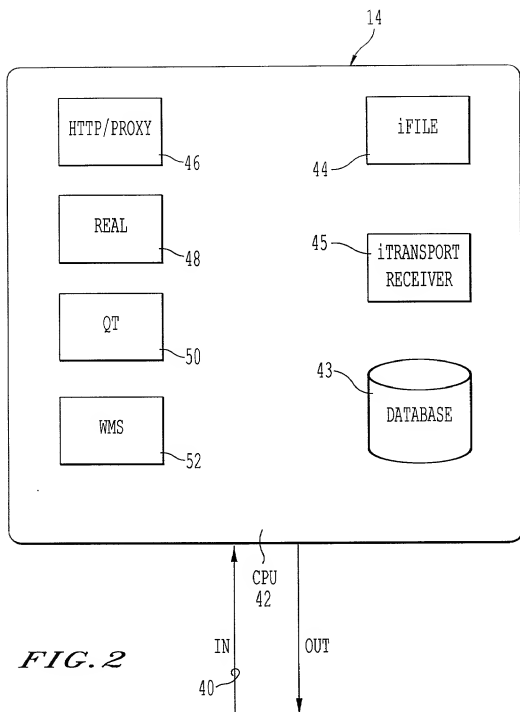 14
HTTP/PROXY
46
iFILE
44
REAL
48
45
iTRANSPORT
RECEIVER
QT
50
43
DATABASE
WMS
52
CPU
42
IN
OUT
40
FIG. 2